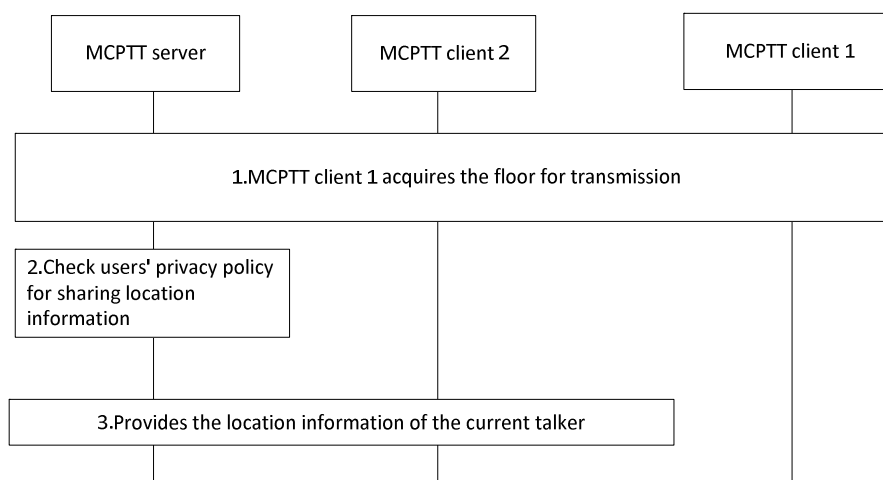 MCPTT server
MCPTT client 2
MCPTT client 1
1.MCPTT client 1 acquires the floor for transmission
2.Check users' privacy policy
for sharing location
information
3.Provides the location information of the current talker